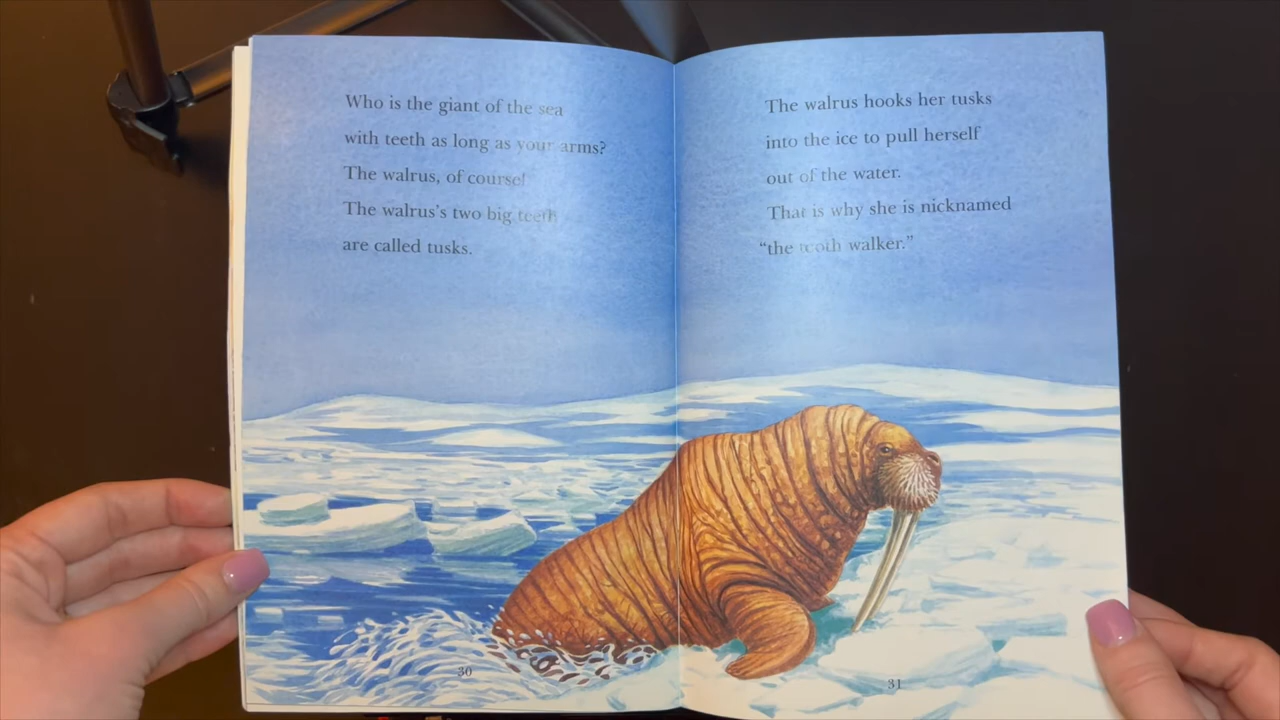 Who is the giant of the sea
with teeth as long as your arms?
The walrus, of course!
The walrus's two big teeth
are called tusks.
30
The walrus hooks her tusks
into the ice to pull herself
out of the water.
That is why she is nicknamed
“the tooth walker.”
31